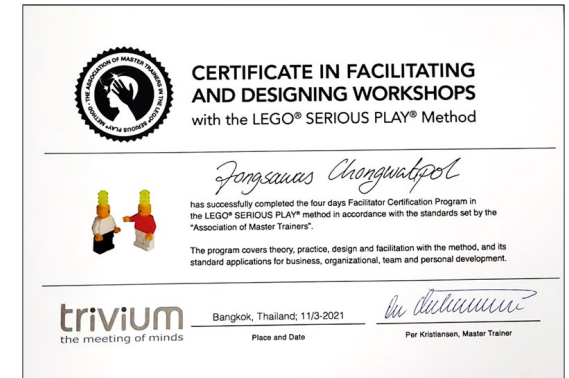 THE ASSOCIATION OF MASTER TRAINERS IN THE LEGO® SERIOUS PLAY® METHOD
CERTIFICATE IN FACILITATING
AND DESIGNING WORKSHOPS
with the LEGO® SERIOUS PLAY® Method
Jongsawas Chongwatpol
has successfully completed the four days Facilitator Certification Program in
the LEGO® SERIOUS PLAY® method in accordance with the standards set by the
“Association of Master Trainers”.
The program covers theory, practice, design and facilitation with the method, and its
standard applications for business, organizational, team and personal development.
trivium
the meeting of minds
Bangkok, Thailand; 11/3-2021
Place and Date
Per Kristiansen, Master Trainer